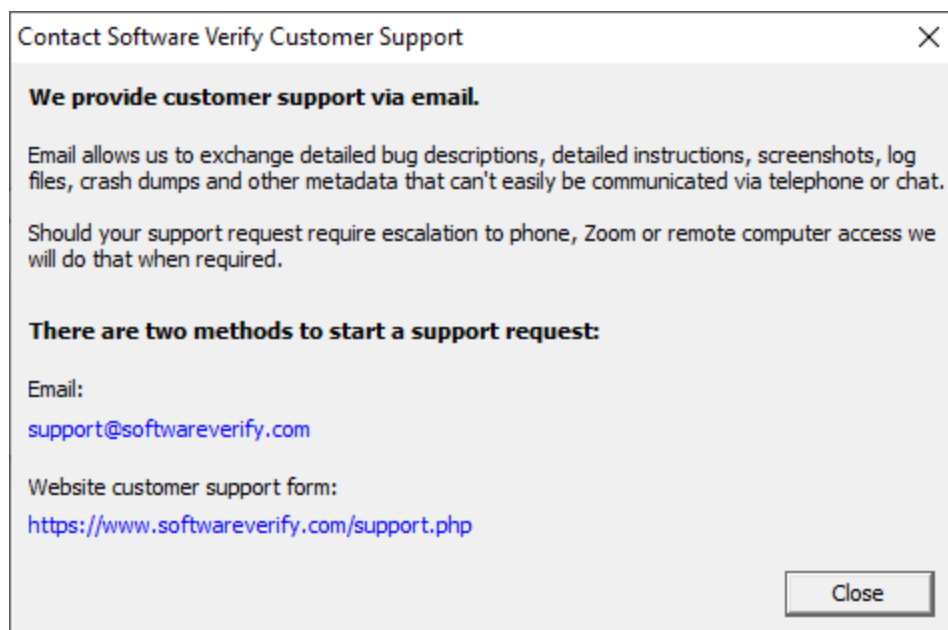 Contact Software Verify Customer Support
We provide customer support via email.
Email allows us to exchange detailed bug descriptions, detailed instructions, screenshots, log
files, crash dumps and other metadata that can't easily be communicated via telephone or chat.
Should your support request require escalation to phone, Zoom or remote computer access we
will do that when required.
There are two methods to start a support request:
Email:
support@softwareverify.com
Website customer support form:
https://www.softwareverify.com/support.php
Close